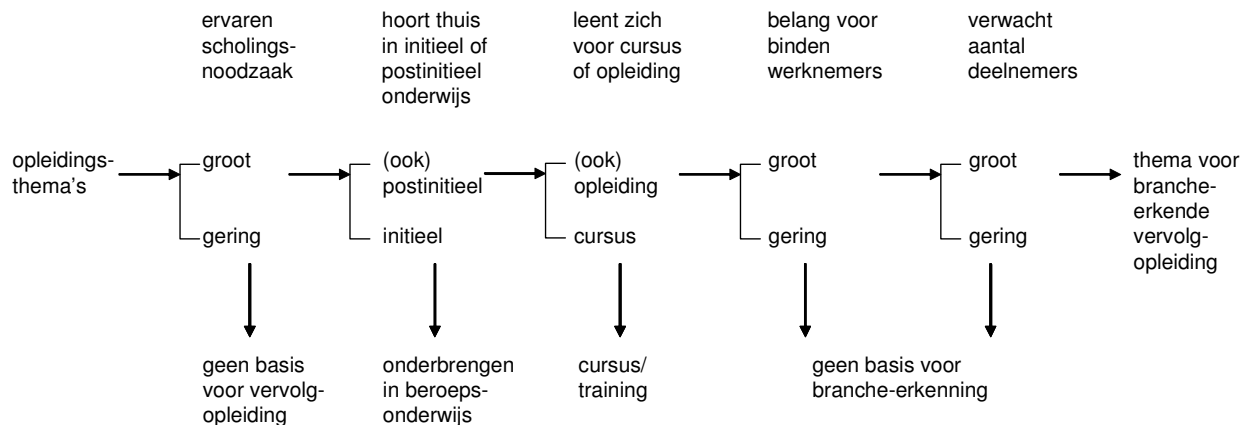 ervaren
scholings-
noodzaak
hoort thuis
in initieel of
postinitieel
onderwijs
leent zich
voor cursus
of opleiding
belang voor
binden
werknemers
verwacht
aantal
deelnemers
opleidings-
thema's
groot
gering
(ook)
postinitieel
initieel
(ook)
opleiding
cursus
groot
gering
groot
gering
thema voor
branche-
erkende
vervolg-
opleiding
geen basis
voor vervolg-
opleiding
onderbrengen
in beroeps-
onderwijs
cursus/
training
geen basis voor
branche-erkenning